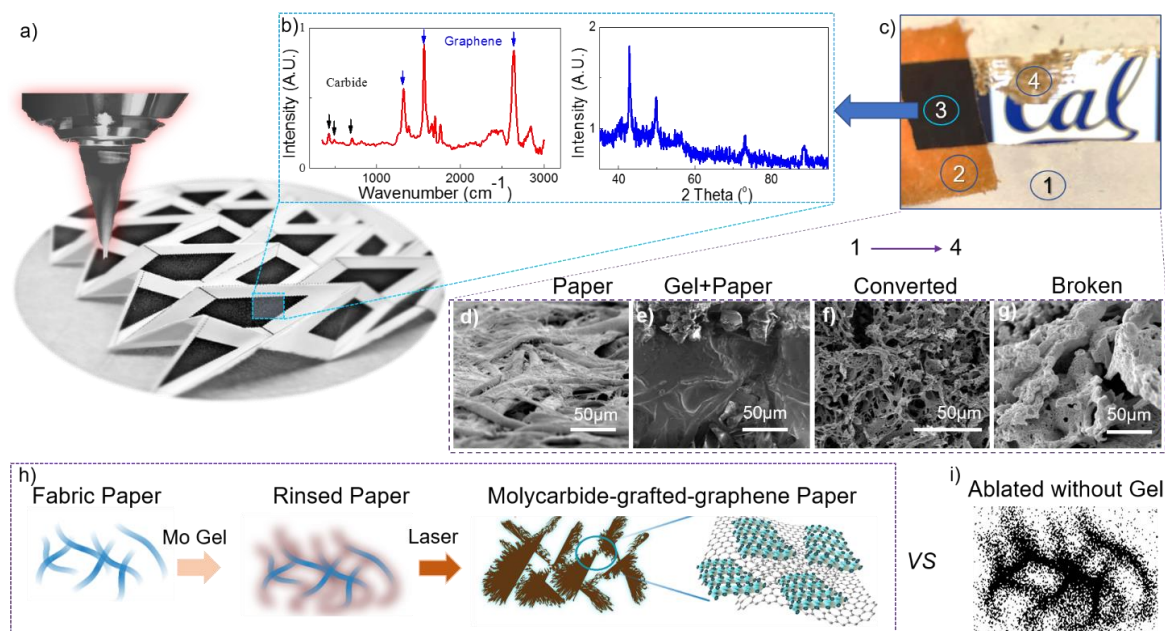 a)
b)
1
Intensity (A.U.)
0
Carbide
Graphene
1000
2000
3000
Wavenumber (cm⁻¹)
2
Intensity (A.U.)
1
40
60
80
2 Theta (°)
c)
4
3
Cal
2
1
1 → 4
Paper
Gel+Paper
Converted
Broken
d)
e)
f)
g)
50μm
50μm
50μm
50μm
h)
Fabric Paper
Mo Gel
Rinsed Paper
Laser
Molycarbide-grafted-graphene Paper
VS
i)
Ablated without Gel